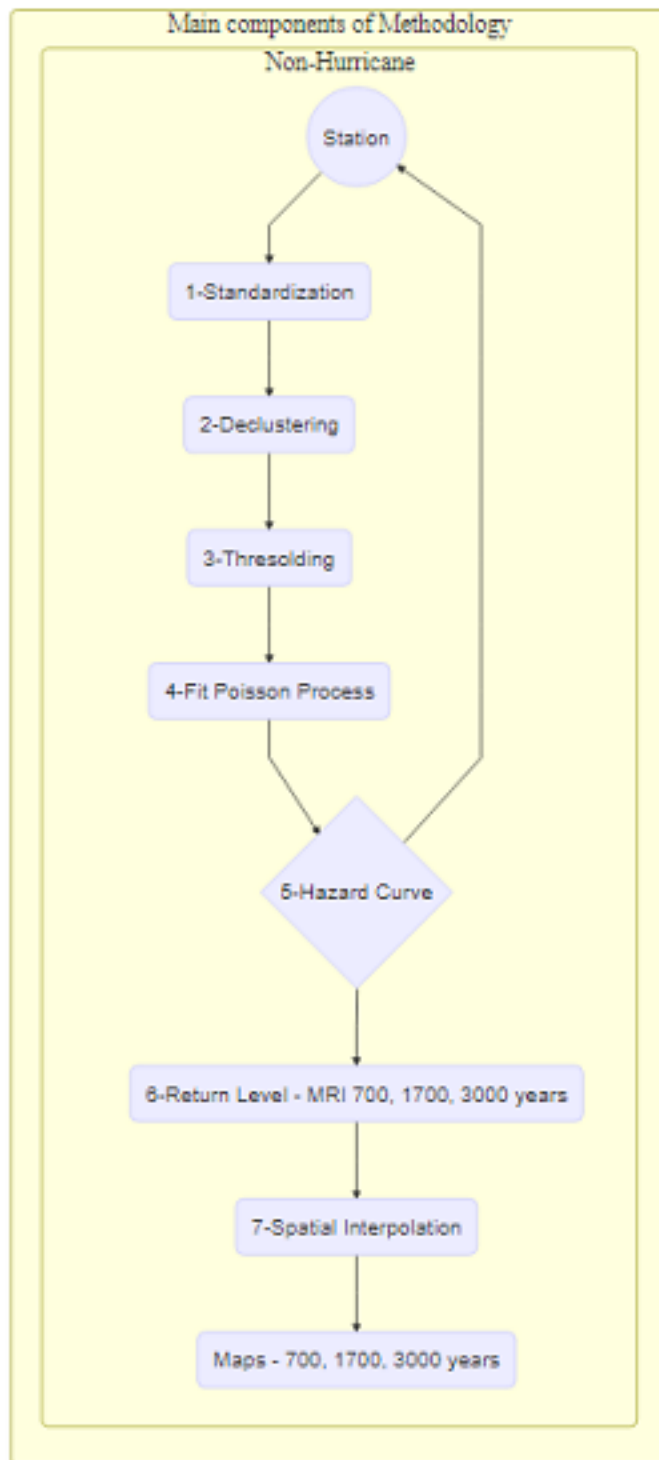 Main components of Methodology
Non-Hurricane
Station
1-Standardization
2-Declustering
3-Thresolding
4-Fit Poisson Process
5-Hazard Curve
6-Return Level - MRI 700, 1700, 3000 years
7-Spatial Interpolation
Maps - 700, 1700, 3000 years